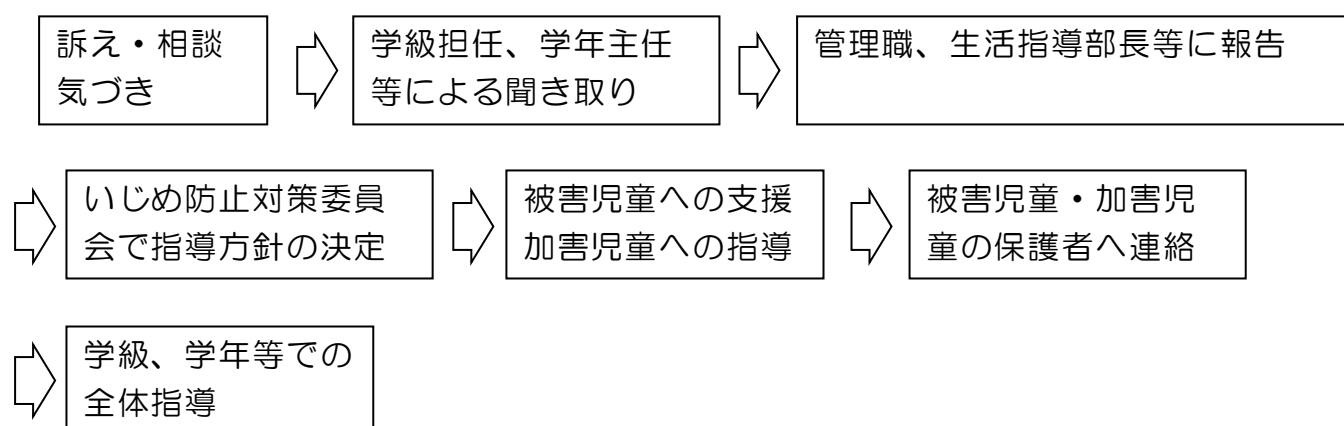 訴え・相談
気づき
学級担任、学年主任
等による聞き取り
管理職、生活指導部長等に報告
いじめ防止対策委員
会で指導方針の決定
被害児童への支援
加害児童への指導
被害児童・加害児
童の保護者へ連絡
学級、学年等での
全体指導